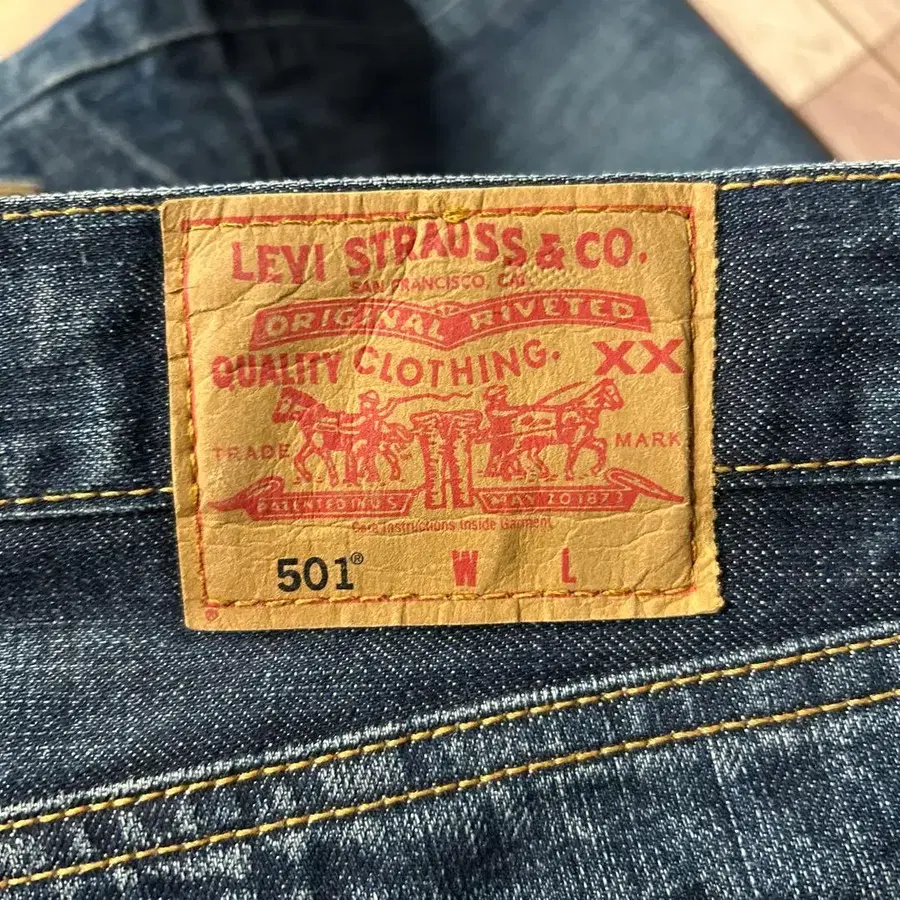 LEVI STRAUSS & CO.
SAN FRANCISCO, CAL.
ORIGINAL RIVETED
QUALITY CLOTHING. XX
TRADE MARK
PATENTED IN U.S. MAY 20 1873
Care Instructions Inside Garment
501® W L
®